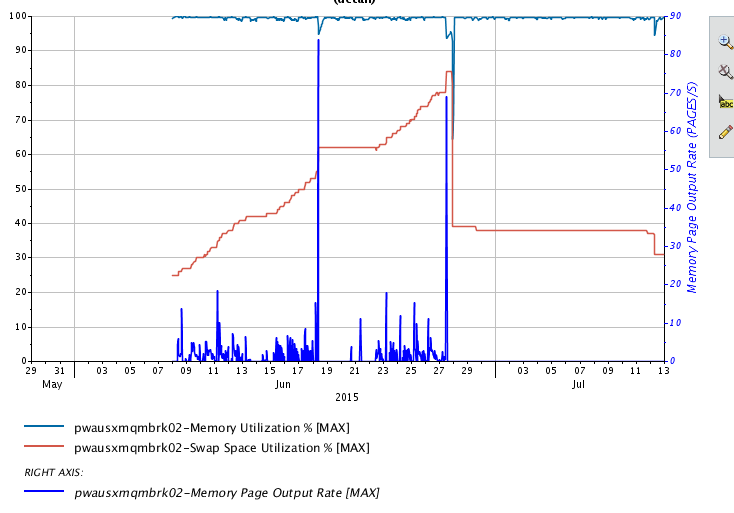 (detail)
100 90
90 80
80 70
70 60
60 50
50 40
40 30
30 20
20 10
10 0
0
Memory Page Output Rate (PAGES/S)
abc
29 31 03 05 07 09 11 13 15 17 19 21 23 25 27 29 03 05 07 09 11 13
May Jun Jul
2015
pwausxmqmbrk02-Memory Utilization % [MAX]
pwausxmqmbrk02-Swap Space Utilization % [MAX]
RIGHT AXIS:
pwausxmqmbrk02-Memory Page Output Rate [MAX]